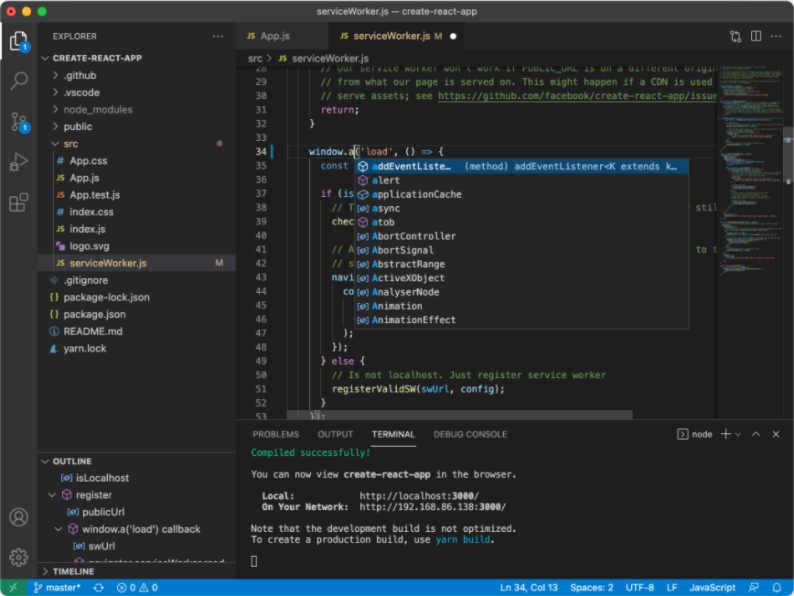 serviceWorker.js — create-react-app
EXPLORER
CREATE-REACT-APP
.github
.vscode
node_modules
public
src
# App.css
JS App.js
JS App.test.js
# index.css
JS index.js
logo.svg
JS serviceWorker.js M
.gitignore
{} package-lock.json
{} package.json
README.md
yarn.lock
OUTLINE
isLocalhost
register
publicUrl
window.a('load') callback
swUrl
TIMELINE
JS App.js
JS serviceWorker.js M
src > JS serviceWorker.js
28 // Our service worker won't work if PUBLIC_URL is on a different origi
29 // from what our page is served on. This might happen if a CDN is used
30 // serve assets; see https://github.com/facebook/create-react-app/issue
31 return;
32 }
33
34 window.a('load', () => {
35 const
36
37 if (is
38 // T stil
39 chec
40
41 // A to t
42 // s
43 navi
44 co
45
46
47 );
48 });
49 } else {
50 // Is not localhost. Just register service worker
51 registerValidSW(swUrl, config);
52 }
53 });
addEventListe… (method) addEventListener<K extends k…
alert
applicationCache
async
atob
AbortController
AbortSignal
AbstractRange
ActiveXObject
AnalyserNode
Animation
AnimationEffect
PROBLEMS OUTPUT TERMINAL DEBUG CONSOLE
node
Compiled successfully!
You can now view create-react-app in the browser.
Local: http://localhost:3000/
On Your Network: http://192.168.86.138:3000/
Note that the development build is not optimized.
To create a production build, use yarn build.
master* 0 0 Ln 34, Col 13 Spaces: 2 UTF-8 LF JavaScript